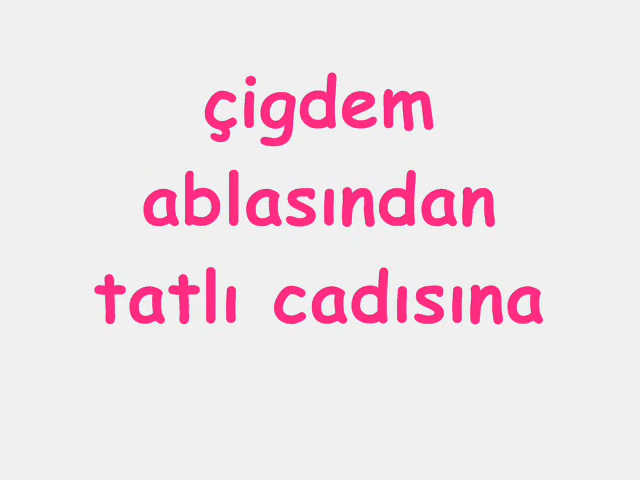 çigdem
ablasından
tatlı cadısına